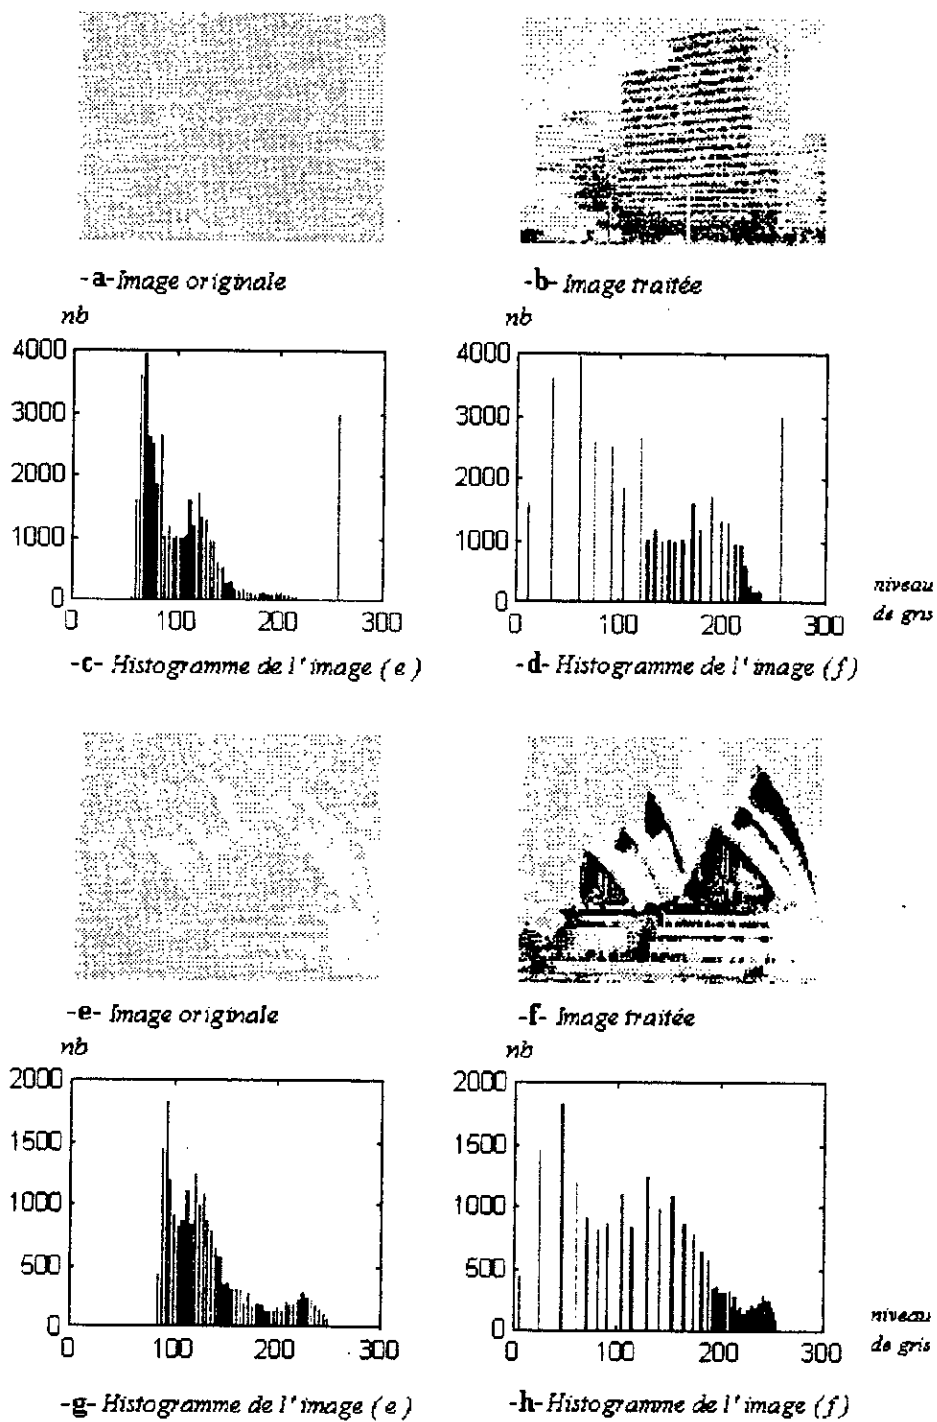 -a- Image originale
-b- Image traitée
nb
4000
3000
2000
1000
0
0 100 200 300
nb
4000
3000
2000
1000
0
0 100 200 300
niveau
de gris
-c- Histogramme de l'image (e)
-d- Histogramme de l'image (f)
-e- Image originale
-f- Image traitée
nb
2000
1500
1000
500
0
0 100 200 300
nb
2000
1500
1000
500
0
0 100 200 300
niveau
de gris
-g- Histogramme de l'image (e)
-h- Histogramme de l'image (f)